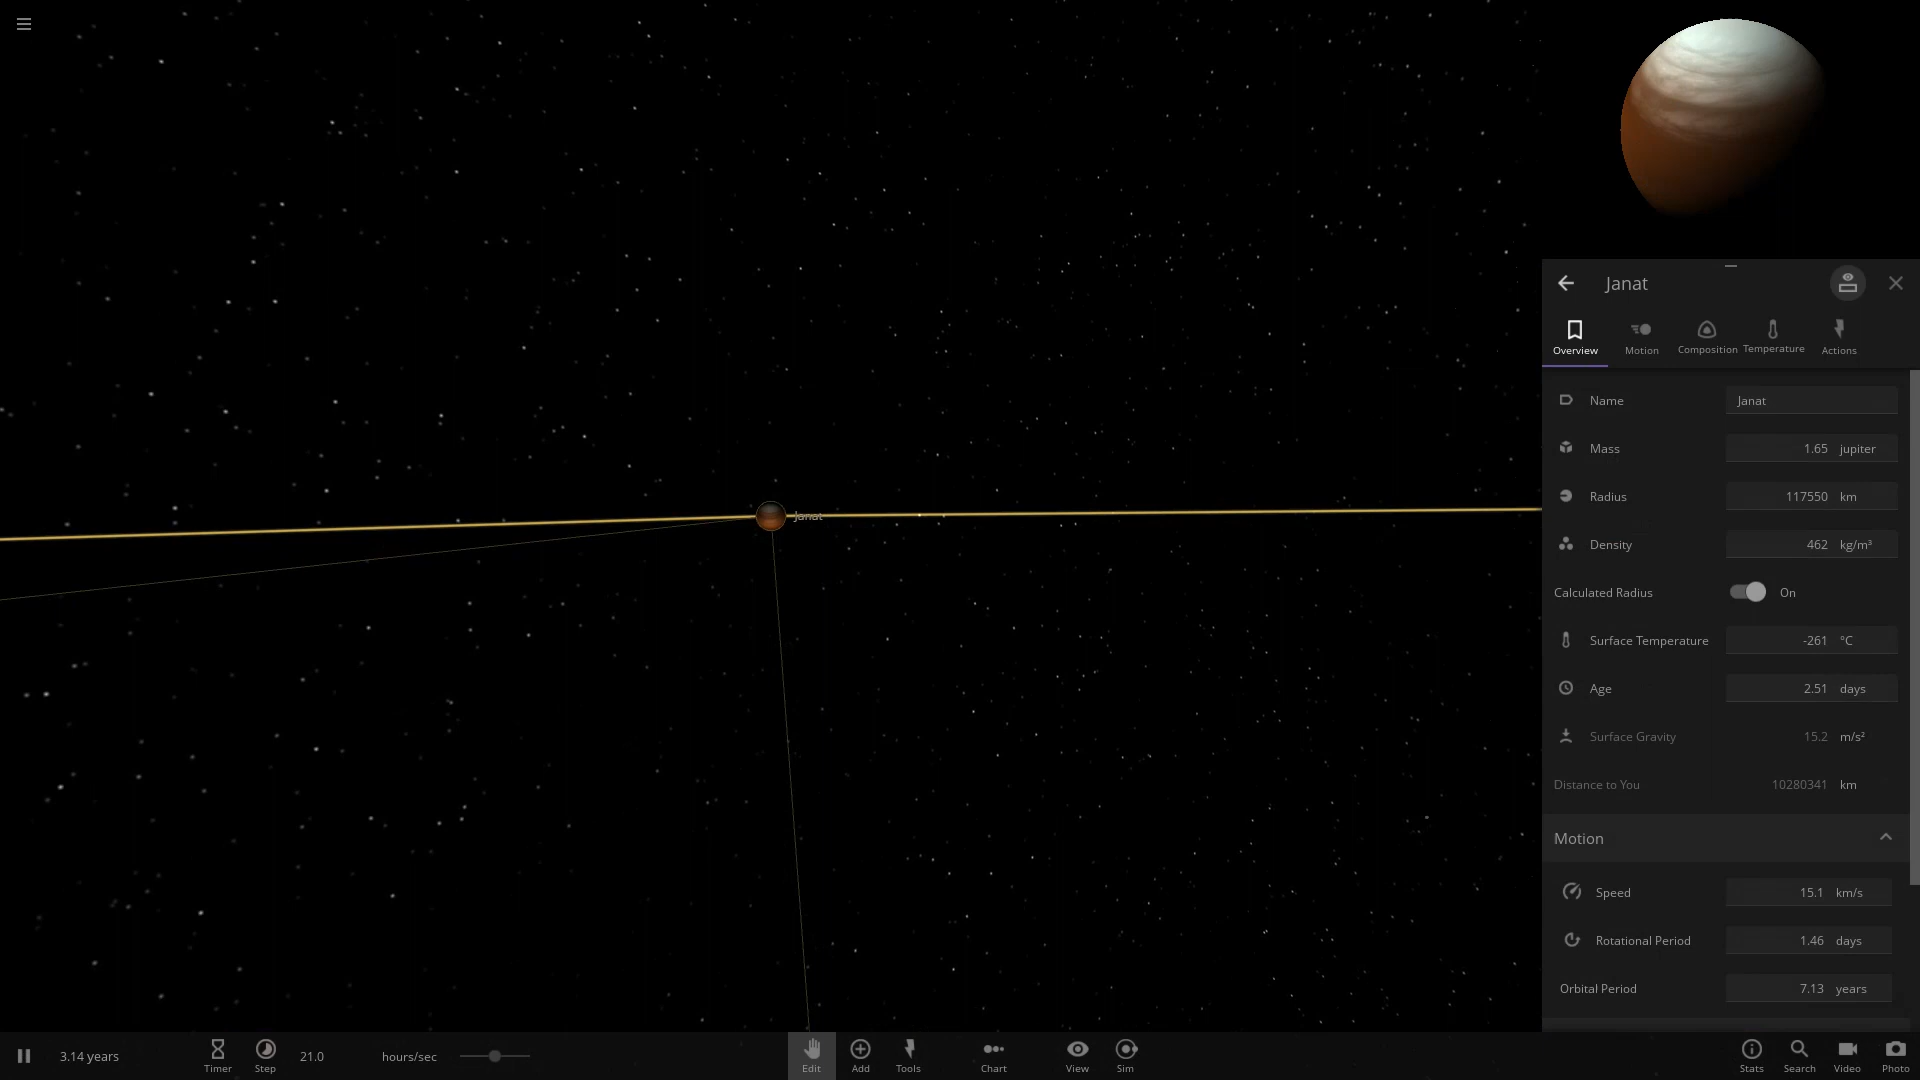 Janat
Janat
Overview
Motion
Composition
Temperature
Actions
Name Janat
Mass 1.65 jupiter
Radius 117550 km
Density 462 kg/m³
Calculated Radius On
Surface Temperature -261 °C
Age 2.51 days
Surface Gravity 15.2 m/s²
Distance to You 10280341 km
Motion
Speed 15.1 km/s
Rotational Period 1.46 days
Orbital Period 7.13 years
3.14 years
Timer
Step
21.0 hours/sec
Edit
Add
Tools
Chart
View
Sim
Stats
Search
Video
Photo